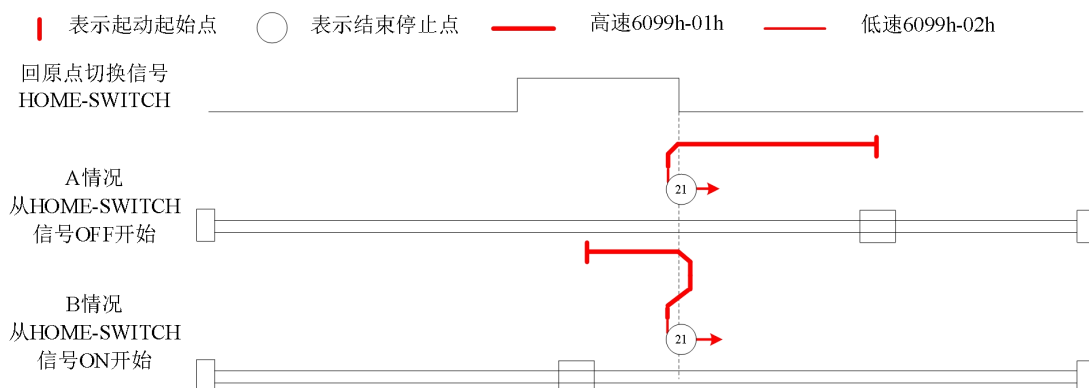 表示起动起始点
表示结束停止点
高速6099h-01h
低速6099h-02h
回原点切换信号
HOME-SWITCH
A情况
从HOME-SWITCH
信号OFF开始
21
B情况
从HOME-SWITCH
信号ON开始
21